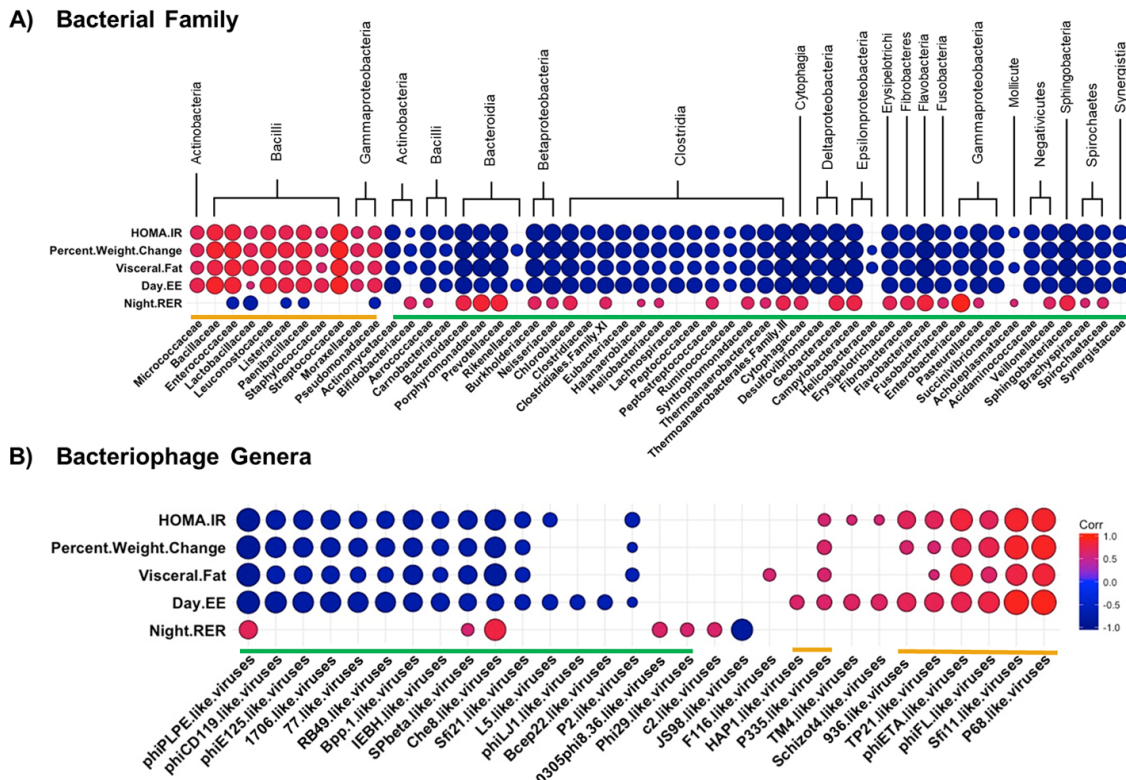 A) Bacterial Family
Actinobacteria
Bacilli
Gammaproteobacteria
Actinobacteria
Bacilli
Bacteroidia
Betaproteobacteria
Clostridia
Cytophagia
Deltaproteobacteria
Epsilonproteobacteria
Erysipelotrichi
Fibrobacteres
Flavobacteria
Fusobacteria
Gammaproteobacteria
Mollicute
Negativicutes
Sphingobacteria
Spirochaetes
Synergistia
HOMA.IR
Percent.Weight.Change
Visceral.Fat
Day.EE
Night.RER
Micrococcaceae
Bacillaceae
Enterococcaceae
Lactobacillaceae
Leuconostocaceae
Listeriaceae
Paenibacillaceae
Staphylococcaceae
Streptococcaceae
Moraxellaceae
Pseudomonadaceae
Actinomycetaceae
Bifidobacteriaceae
Aerococcaceae
Carnobacteriaceae
Bacteroidaceae
Porphyromonadaceae
Prevotellaceae
Rikenellaceae
Burkholderiaceae
Neisseriaceae
Chlorobiaceae
Clostridiaceae
Clostridiales.Family.XI
Eubacteriaceae
Halanaerobiaceae
Heliobacteriaceae
Lachnospiraceae
Peptococcaceae
Peptostreptococcaceae
Ruminococcaceae
Syntrophomonadaceae
Thermoanaerobacteraceae
Thermoanaerobacterales.Family.III
Cytophagaceae
Desulfovibrionaceae
Geobacteraceae
Campylobacteraceae
Helicobacteraceae
Erysipelotrichaceae
Fibrobacteraceae
Flavobacteriaceae
Fusobacteriaceae
Enterobacteriaceae
Pasteurellaceae
Succinivibrionaceae
Acholeplasmataceae
Acidaminococcaceae
Veillonellaceae
Sphingobacteriaceae
Brachyspiraceae
Spirochaetaceae
Synergistaceae
B) Bacteriophage Genera
HOMA.IR
Percent.Weight.Change
Visceral.Fat
Day.EE
Night.RER
phiPLPE.like.viruses
phiCD119.like.viruses
phiE125.like.viruses
1706.like.viruses
77.like.viruses
RB49.like.viruses
Bpp1.like.viruses
IEBH.like.viruses
SPbeta.like.viruses
Che8.like.viruses
Sfi21.like.viruses
L5.like.viruses
phiLJ1.like.viruses
Bcep22.like.viruses
P2.like.viruses
0305phi8.36.like.viruses
Phi29.like.viruses
c2.like.viruses
JS98.like.viruses
F116.like.viruses
HAP1.like.viruses
P335.like.viruses
TM4.like.viruses
Schizot4.like.viruses
936.like.viruses
TP21.like.viruses
phiETA.like.viruses
phiFL.like.viruses
Sfi11.like.viruses
P68.like.viruses
Corr
1.0
0.5
0.0
-0.5
-1.0